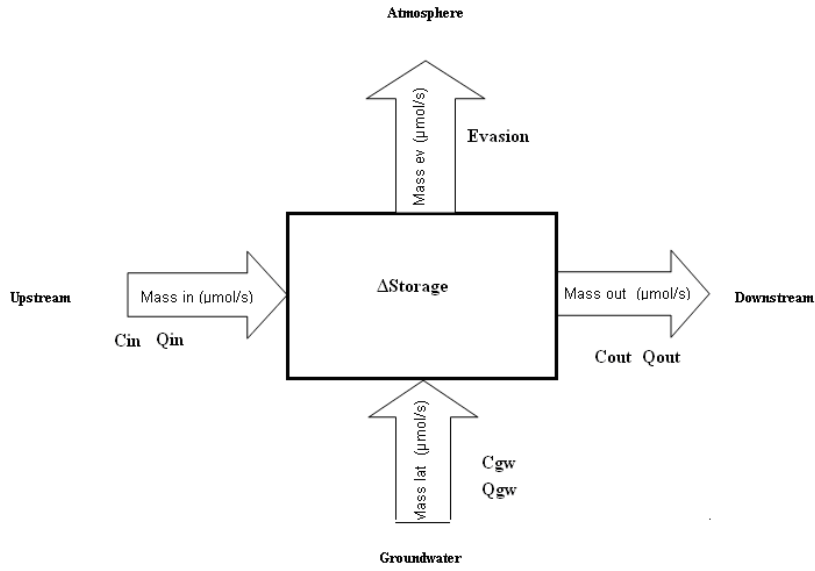 Atmosphere
Mass ev (µmol/s)
Evasion
ΔStorage
Upstream
Mass in (µmol/s)
Mass out (µmol/s)
Downstream
Cin Qin
Cout Qout
Mass lat (µmol/s)
Cgw
Qgw
Groundwater